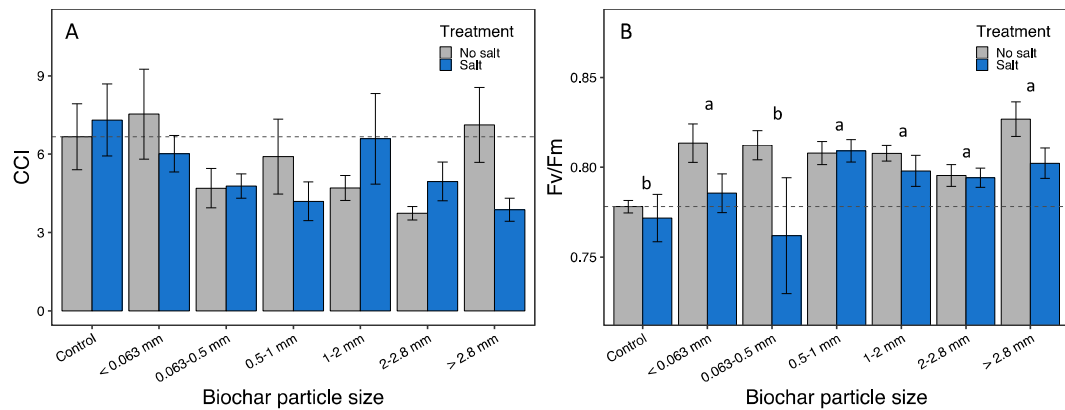 A
Treatment
No salt
Salt
9
6
3
0
CCI
Control
< 0.063 mm
0.063-0.5 mm
0.5-1 mm
1-2 mm
2-2.8 mm
> 2.8 mm
Biochar particle size
B
Treatment
No salt
Salt
0.85
0.80
0.75
Fv/Fm
b
a
b
a
a
a
a
Control
< 0.063 mm
0.063-0.5 mm
0.5-1 mm
1-2 mm
2-2.8 mm
> 2.8 mm
Biochar particle size